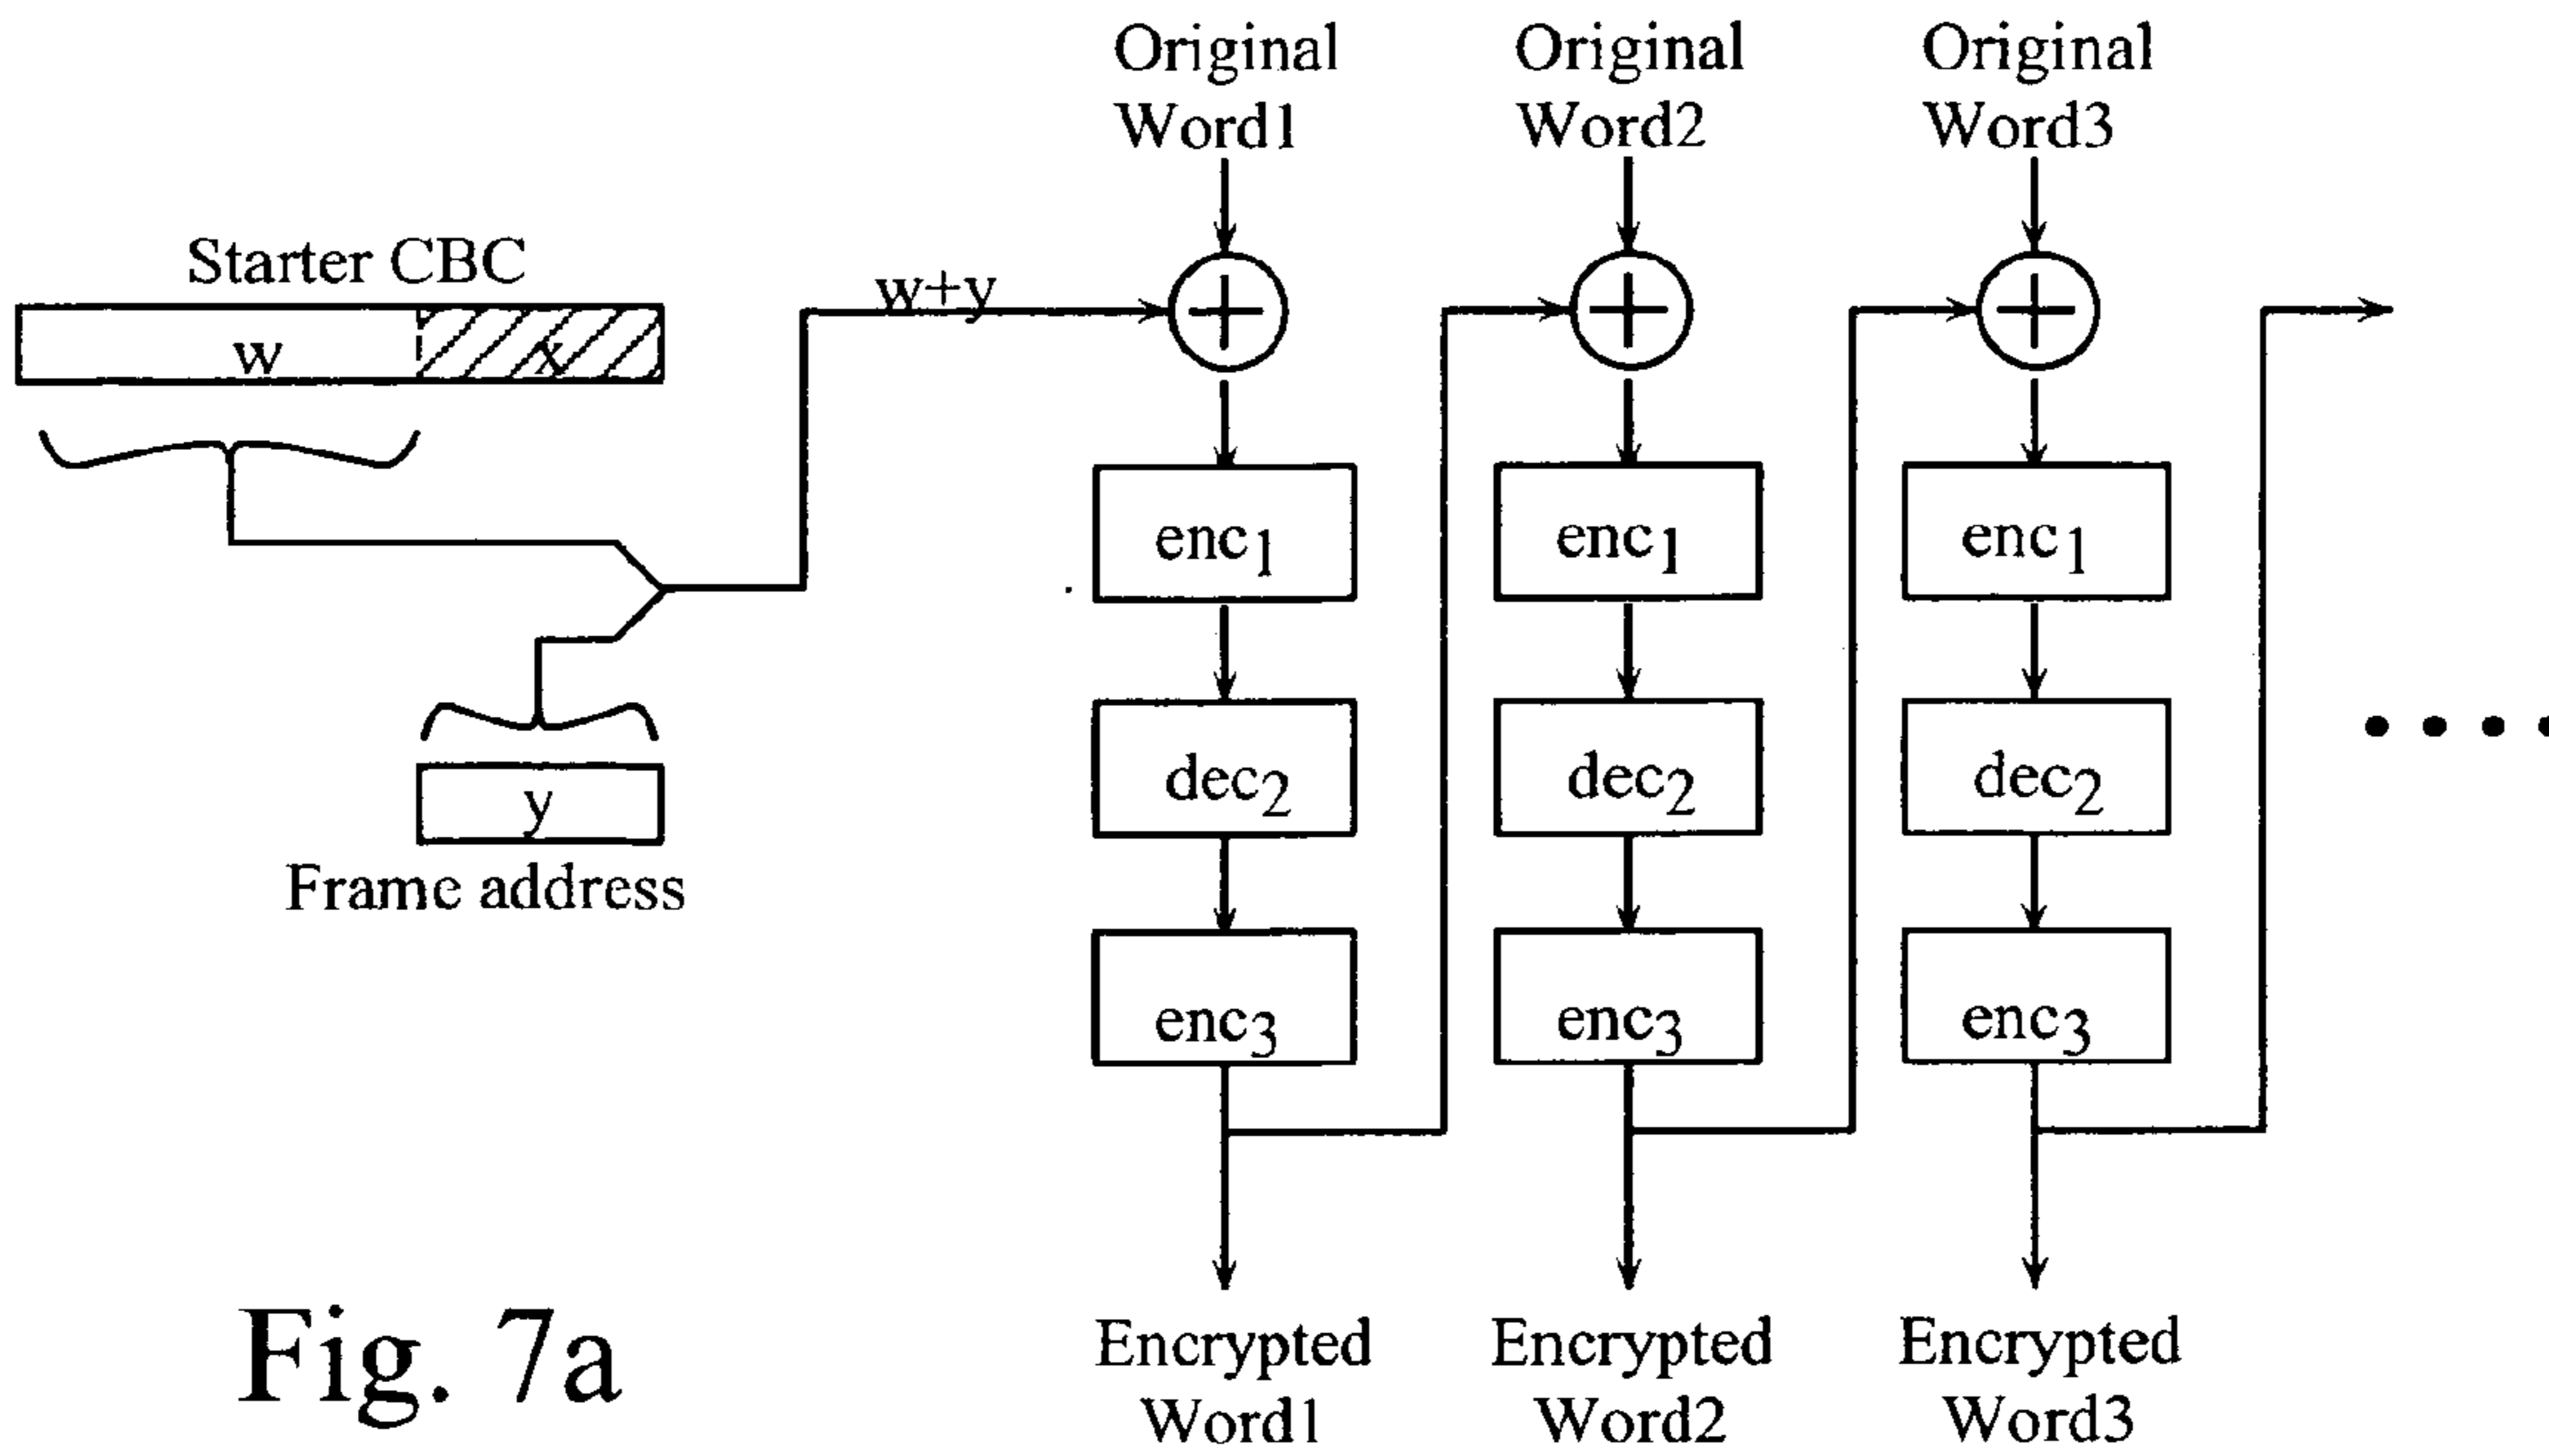 Original
Word1
Original
Word2
Original
Word3
Starter CBC
w
x
w+y
y
Frame address
enc1
dec2
enc3
enc1
dec2
enc3
enc1
dec2
enc3
Encrypted
Word1
Encrypted
Word2
Encrypted
Word3
Fig. 7a